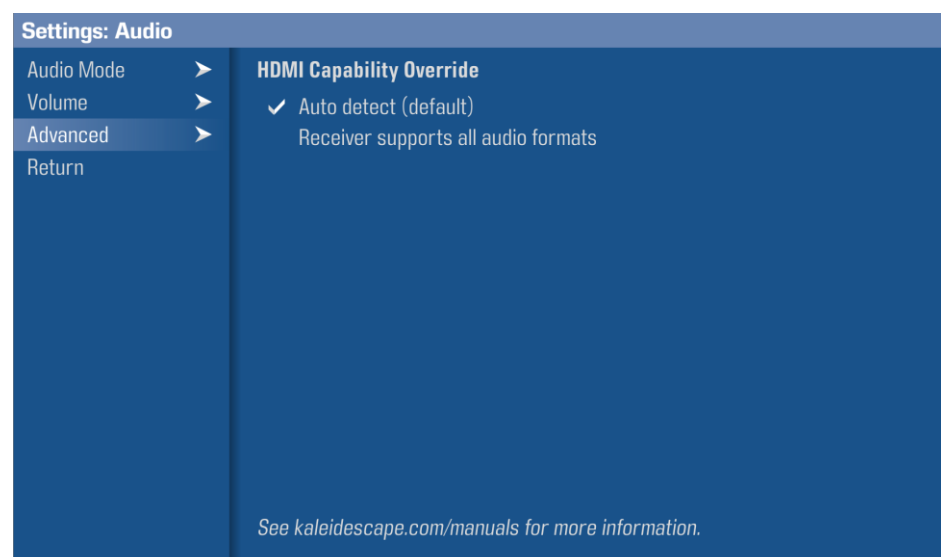 Settings: Audio
Audio Mode
Volume
Advanced
Return
HDMI Capability Override
Auto detect (default)
Receiver supports all audio formats
See kaleidescape.com/manuals for more information.